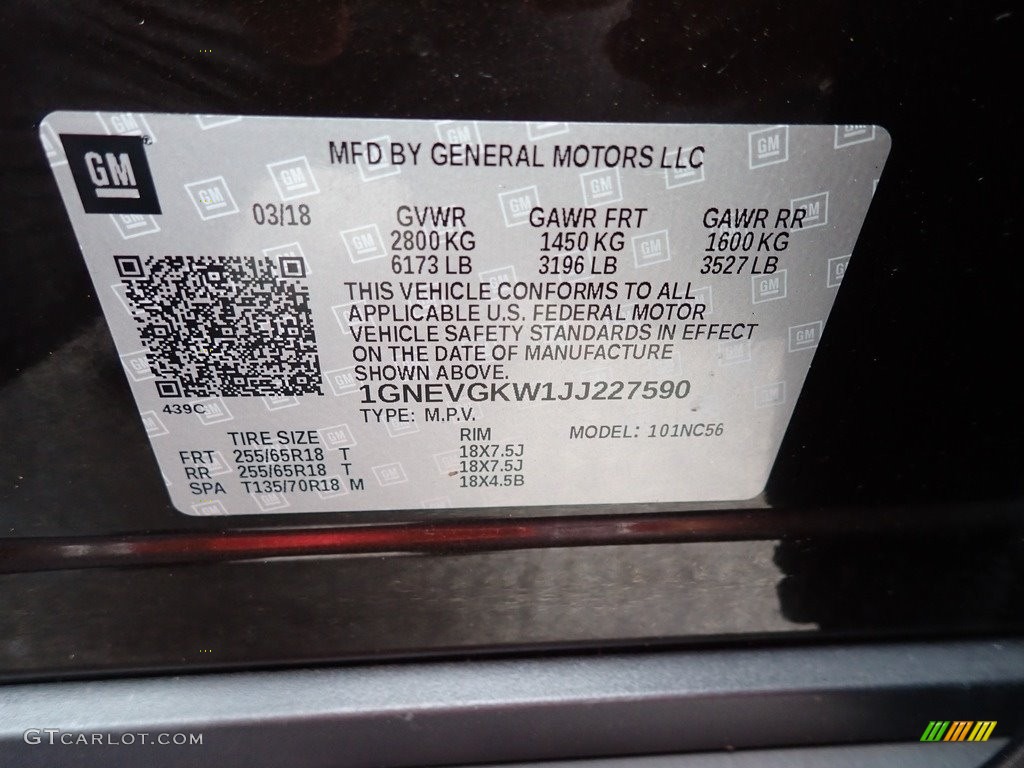 GM
MFD BY GENERAL MOTORS LLC
03/18 GVWR GAWR FRT GAWR RR
2800 KG 1450 KG 1600 KG
6173 LB 3196 LB 3527 LB
THIS VEHICLE CONFORMS TO ALL
APPLICABLE U.S. FEDERAL MOTOR
VEHICLE SAFETY STANDARDS IN EFFECT
ON THE DATE OF MANUFACTURE
SHOWN ABOVE.
1GNEVGKW1JJ227590
439C
TYPE: M.P.V.
TIRE SIZE RIM MODEL: 101NC56
FRT 255/65R18 T 18X7.5J
RR 255/65R18 T 18X7.5J
SPA T135/70R18 M 18X4.5B
GTCARLOT.COM